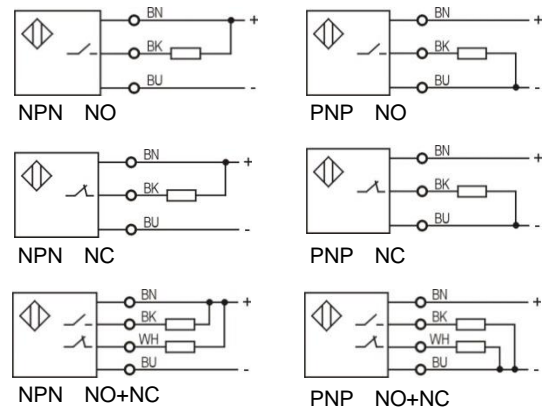 BN +
BK
BU -
NPN NO
BN +
BK
BU -
PNP NO
BN +
BK
BU -
NPN NC
BN +
BK
BU -
PNP NC
BN +
BK
WH
BU -
NPN NO+NC
BN +
BK
WH
BU -
PNP NO+NC